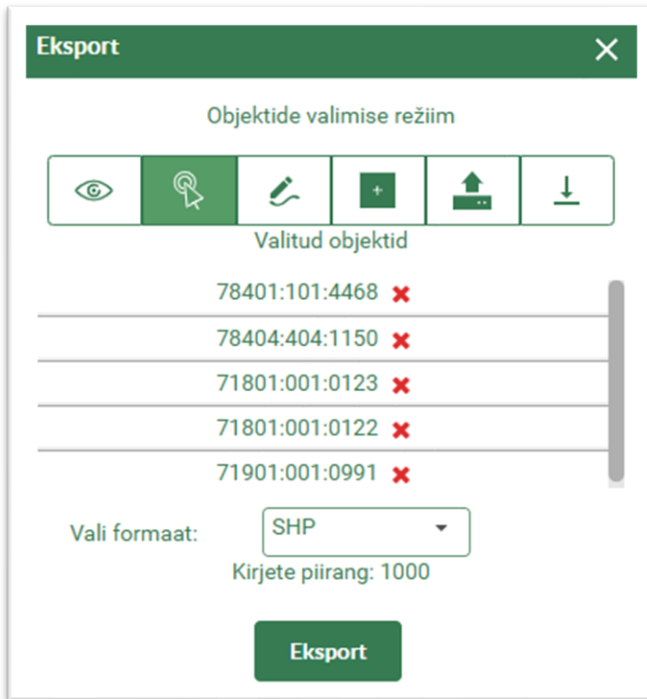 Eksport
Objektide valimise režiim
Valitud objektid
78401:101:4468
78404:404:1150
71801:001:0123
71801:001:0122
71901:001:0991
Vali formaat: SHP
Kirjete piirang: 1000
Eksport